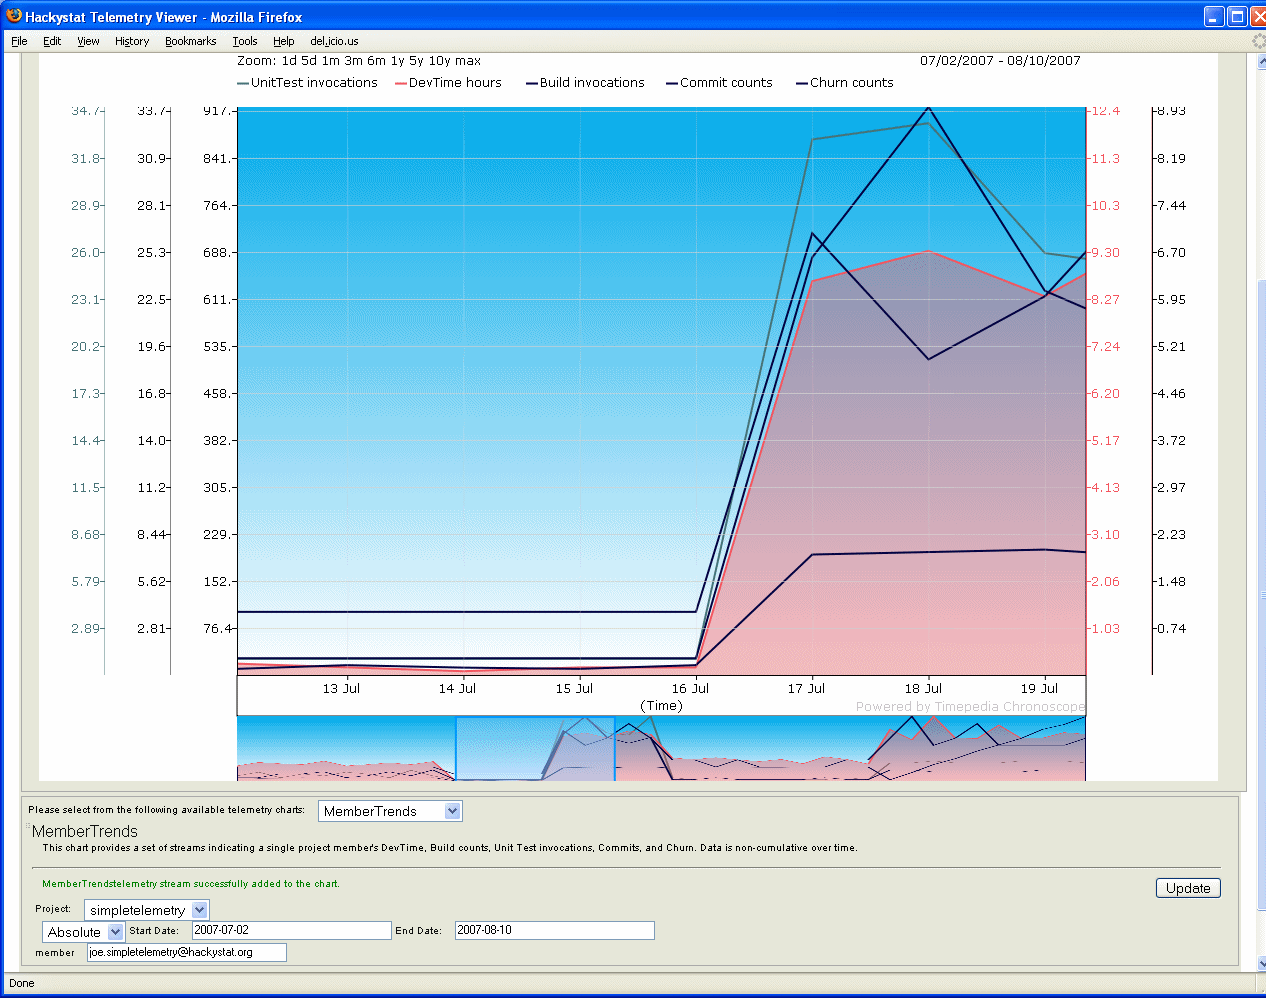 Hackystat Telemetry Viewer - Mozilla Firefox
File Edit View History Bookmarks Tools Help del.icio.us
Zoom: 1d 5d 1m 3m 6m 1y 5y 10y max 07/02/2007 - 08/10/2007
UnitTest invocations DevTime hours Build invocations Commit counts Churn counts
34.7 33.7 917. 12.4 8.93
31.8 30.9 841. 11.3 8.19
28.9 28.1 764. 10.3 7.44
26.0 25.3 688. 9.30 6.70
23.1 22.5 611. 8.27 5.95
20.2 19.6 535. 7.24 5.21
17.3 16.8 458. 6.20 4.46
14.4 14.0 382. 5.17 3.72
11.5 11.2 305. 4.13 2.97
8.68 8.44 229. 3.10 2.23
5.79 5.62 152. 2.06 1.48
2.89 2.81 76.4 1.03 0.74
13 Jul 14 Jul 15 Jul 16 Jul 17 Jul 18 Jul 19 Jul
(Time)
Powered by Timepedia Chronoscope
Please select from the following available telemetry charts: MemberTrends
MemberTrends
This chart provides a set of streams indicating a single project member's DevTime, Build counts, Unit Test invocations, Commits, and Churn. Data is non-cumulative over time.
MemberTrendstelemetry stream successfully added to the chart.
Update
Project: simpletelemetry
Absolute Start Date: 2007-07-02 End Date: 2007-08-10
member joe.simpletelemetry@hackystat.org
Done